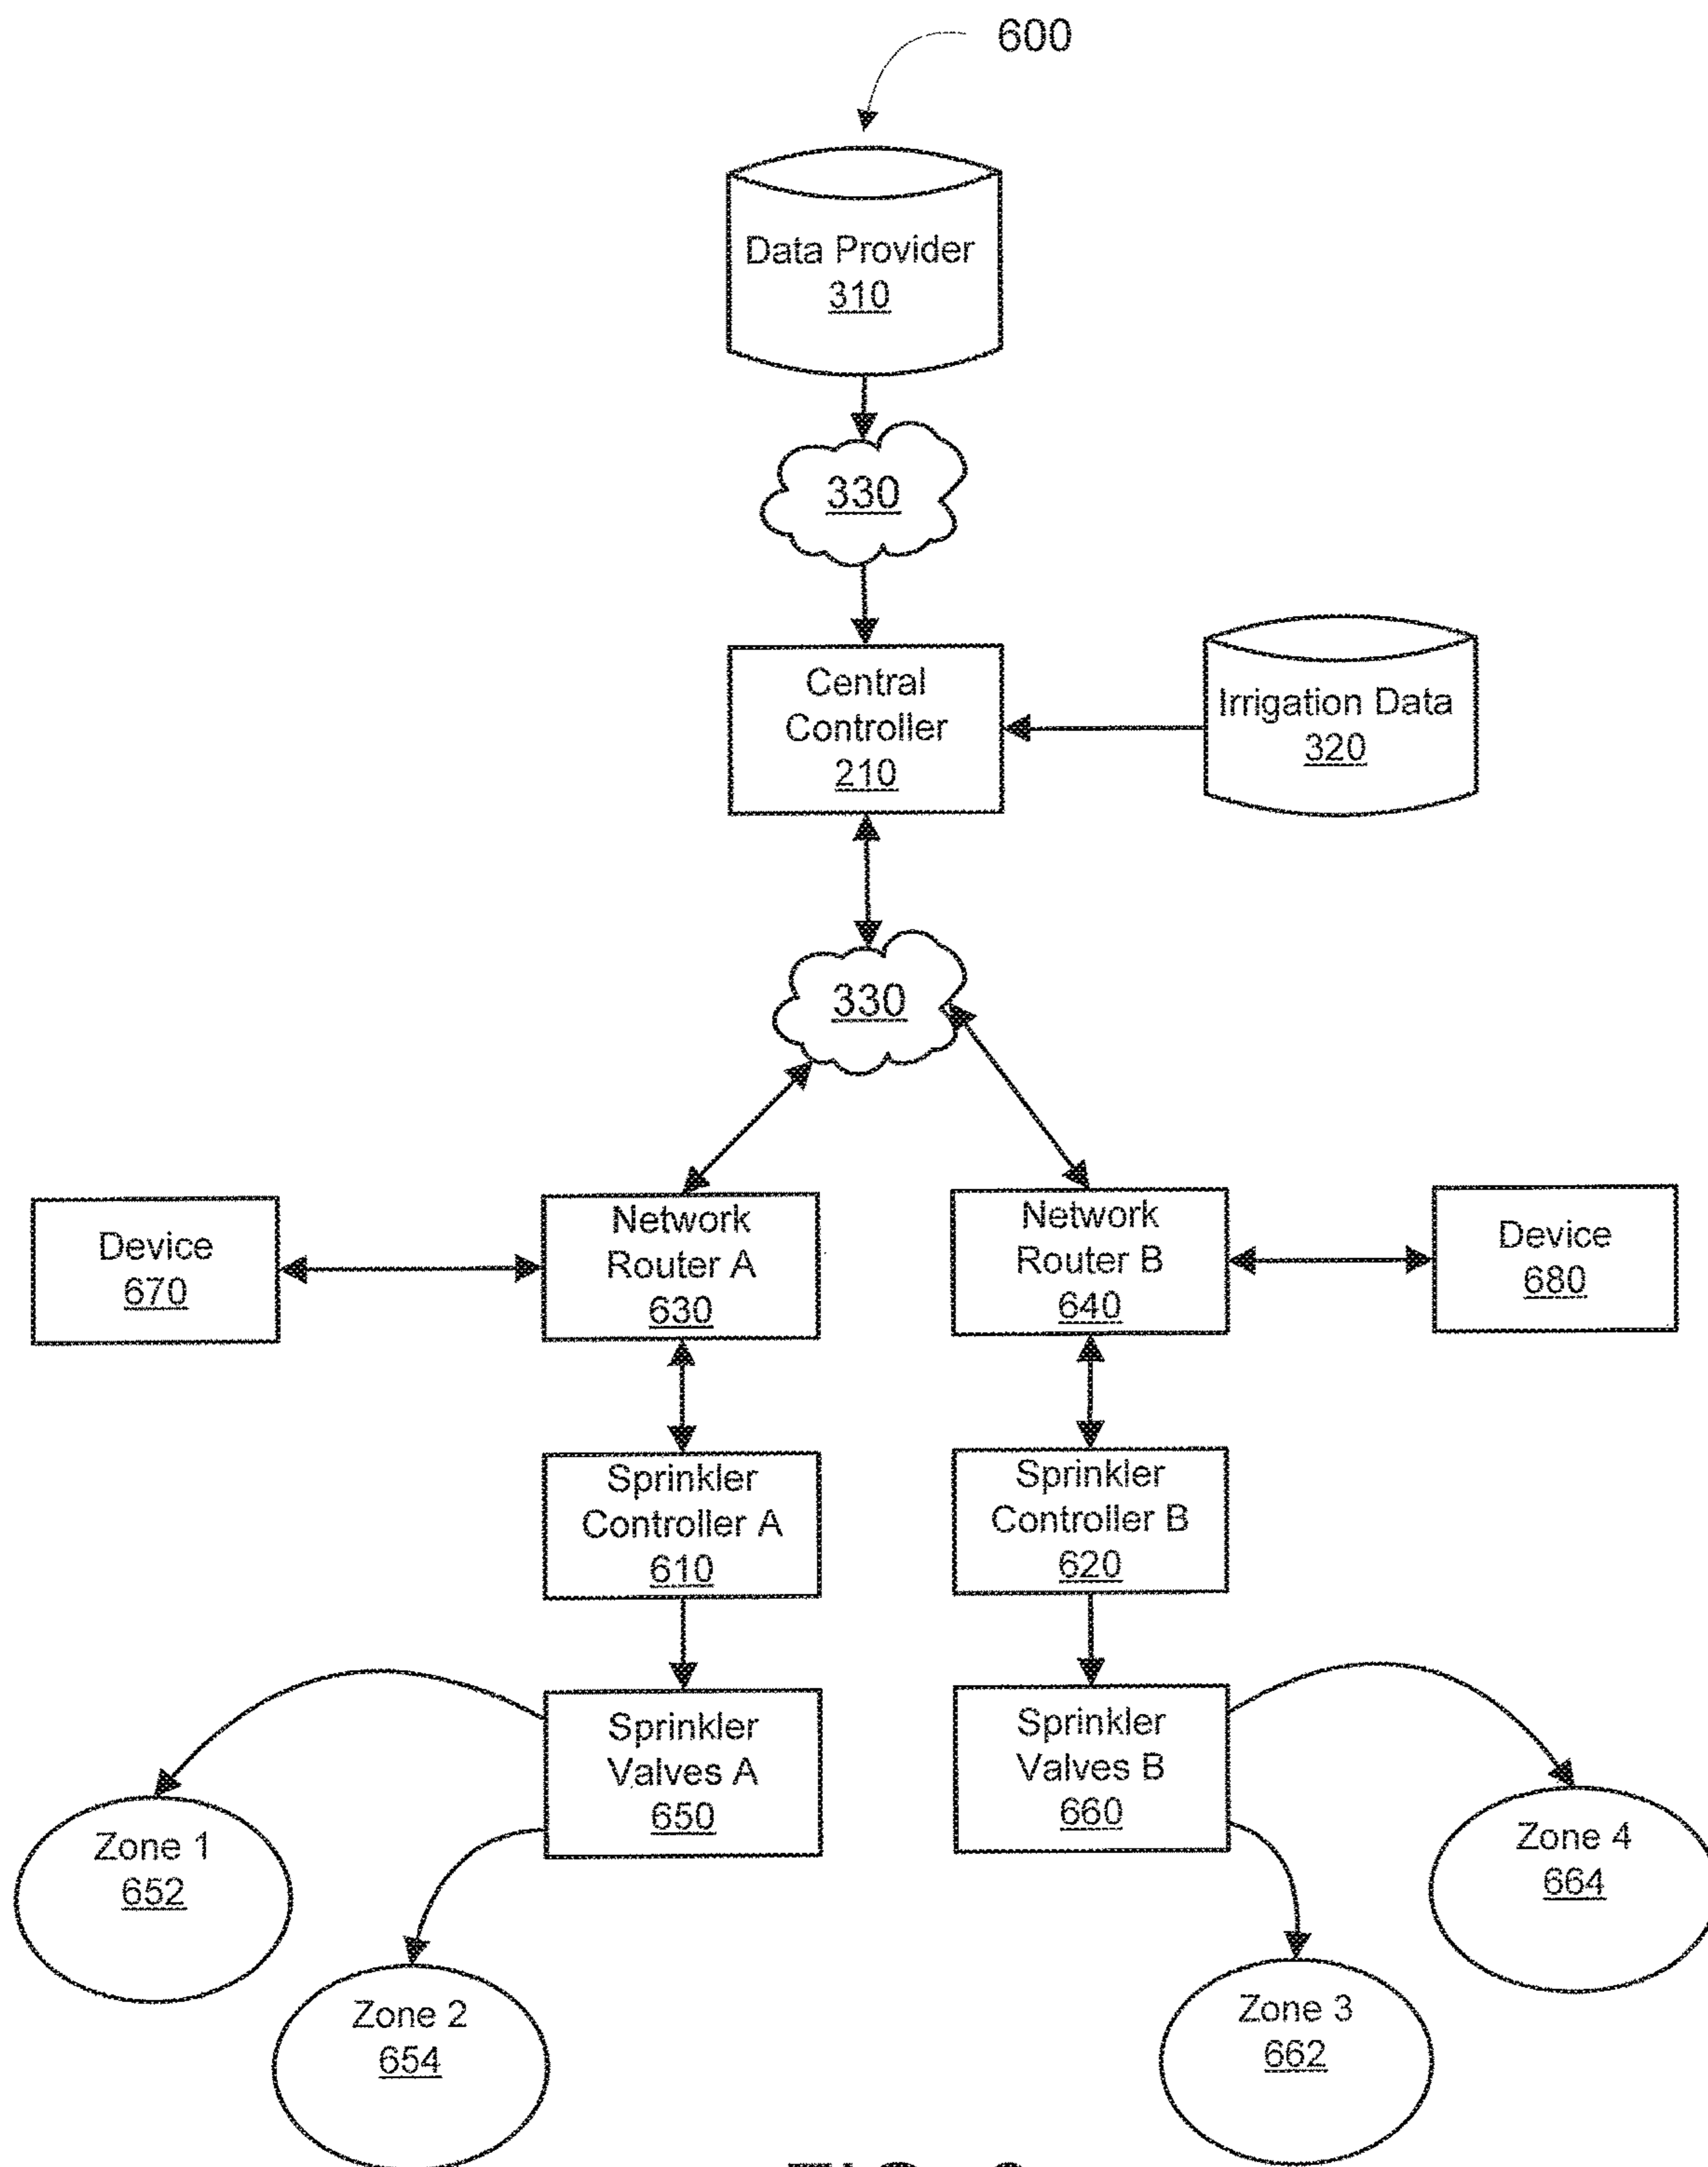 600
Data Provider
310
330
Central
Controller
210
Irrigation Data
320
330
Device
670
Network
Router A
630
Network
Router B
640
Device
680
Sprinkler
Controller A
610
Sprinkler
Controller B
620
Sprinkler
Valves A
650
Sprinkler
Valves B
660
Zone 1
652
Zone 2
654
Zone 3
662
Zone 4
664